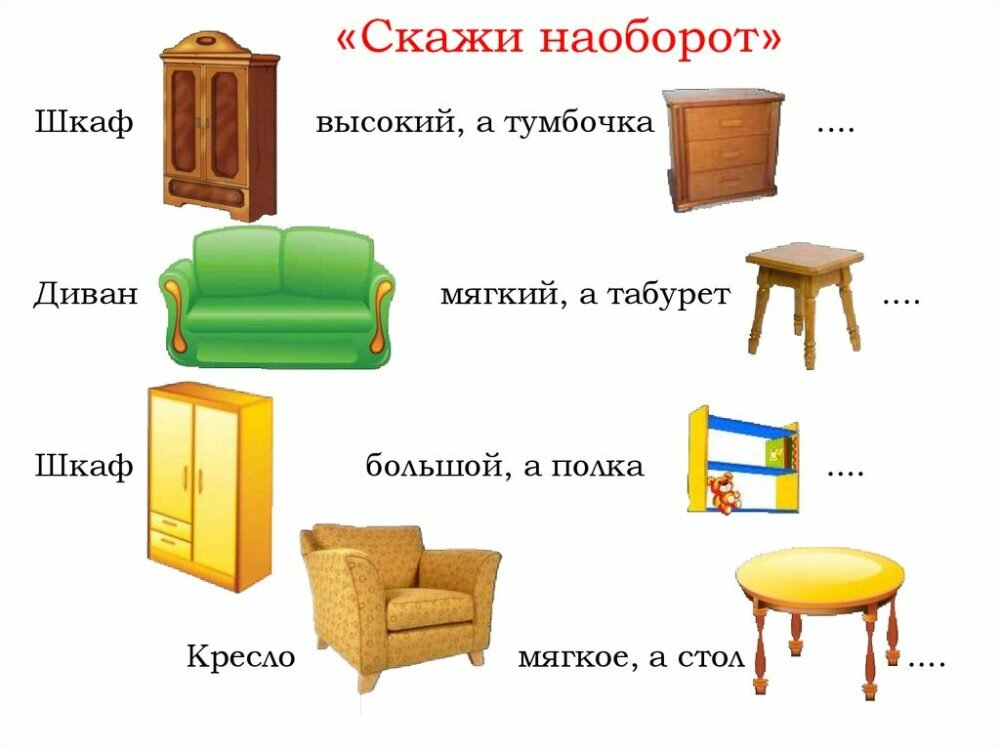 «Скажи наоборот»
Шкаф высокий, а тумбочка ....
Диван мягкий, а табурет ....
Шкаф большой, а полка ....
Кресло мягкое, а стол ....